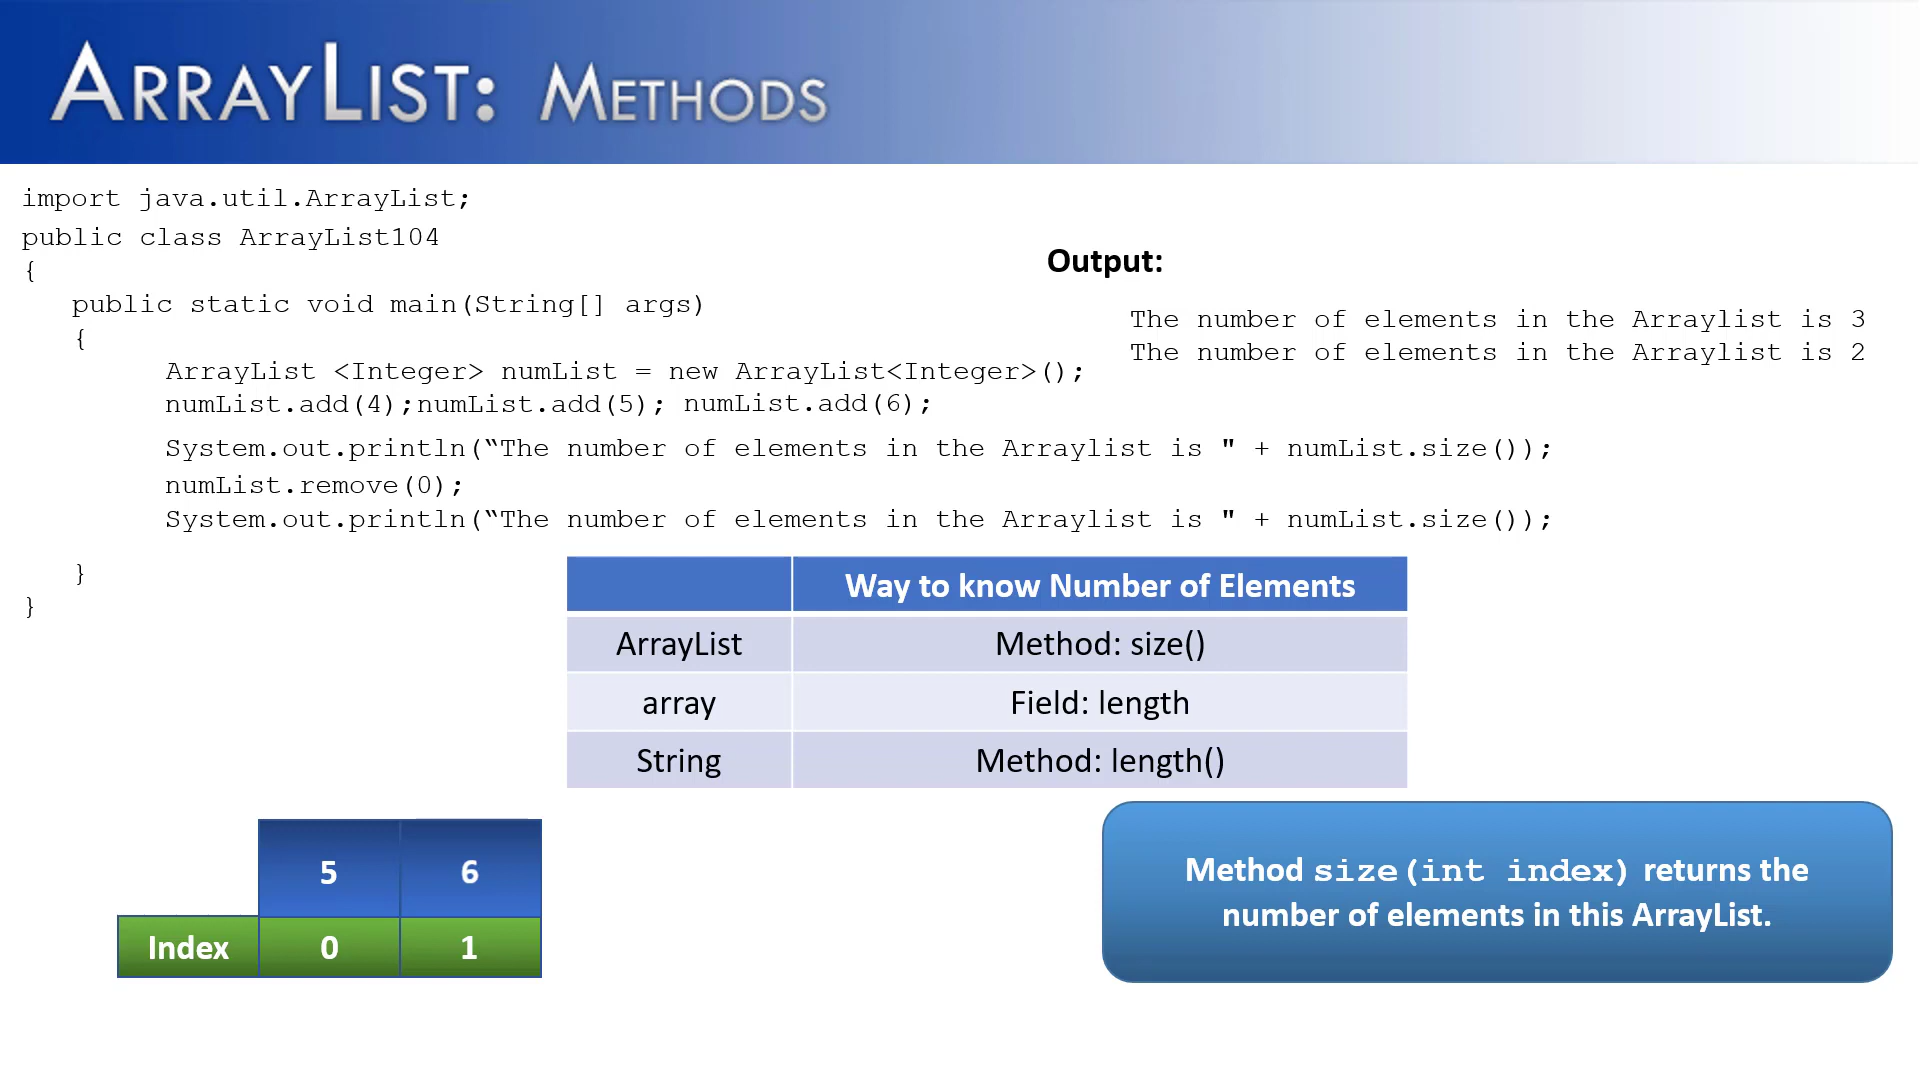 ArrayList: Methods
import java.util.ArrayList;
public class ArrayList104
{
public static void main(String[] args)
{
ArrayList <Integer> numList = new ArrayList<Integer>();
numList.add(4);numList.add(5); numList.add(6);
System.out.println(“The number of elements in the Arraylist is " + numList.size());
numList.remove(0);
System.out.println(“The number of elements in the Arraylist is " + numList.size());
}
}
Output:
The number of elements in the Arraylist is 3
The number of elements in the Arraylist is 2
Way to know Number of Elements
ArrayList Method: size()
array Field: length
String Method: length()
5 6
Index 0 1
Method size(int index) returns the
number of elements in this ArrayList.